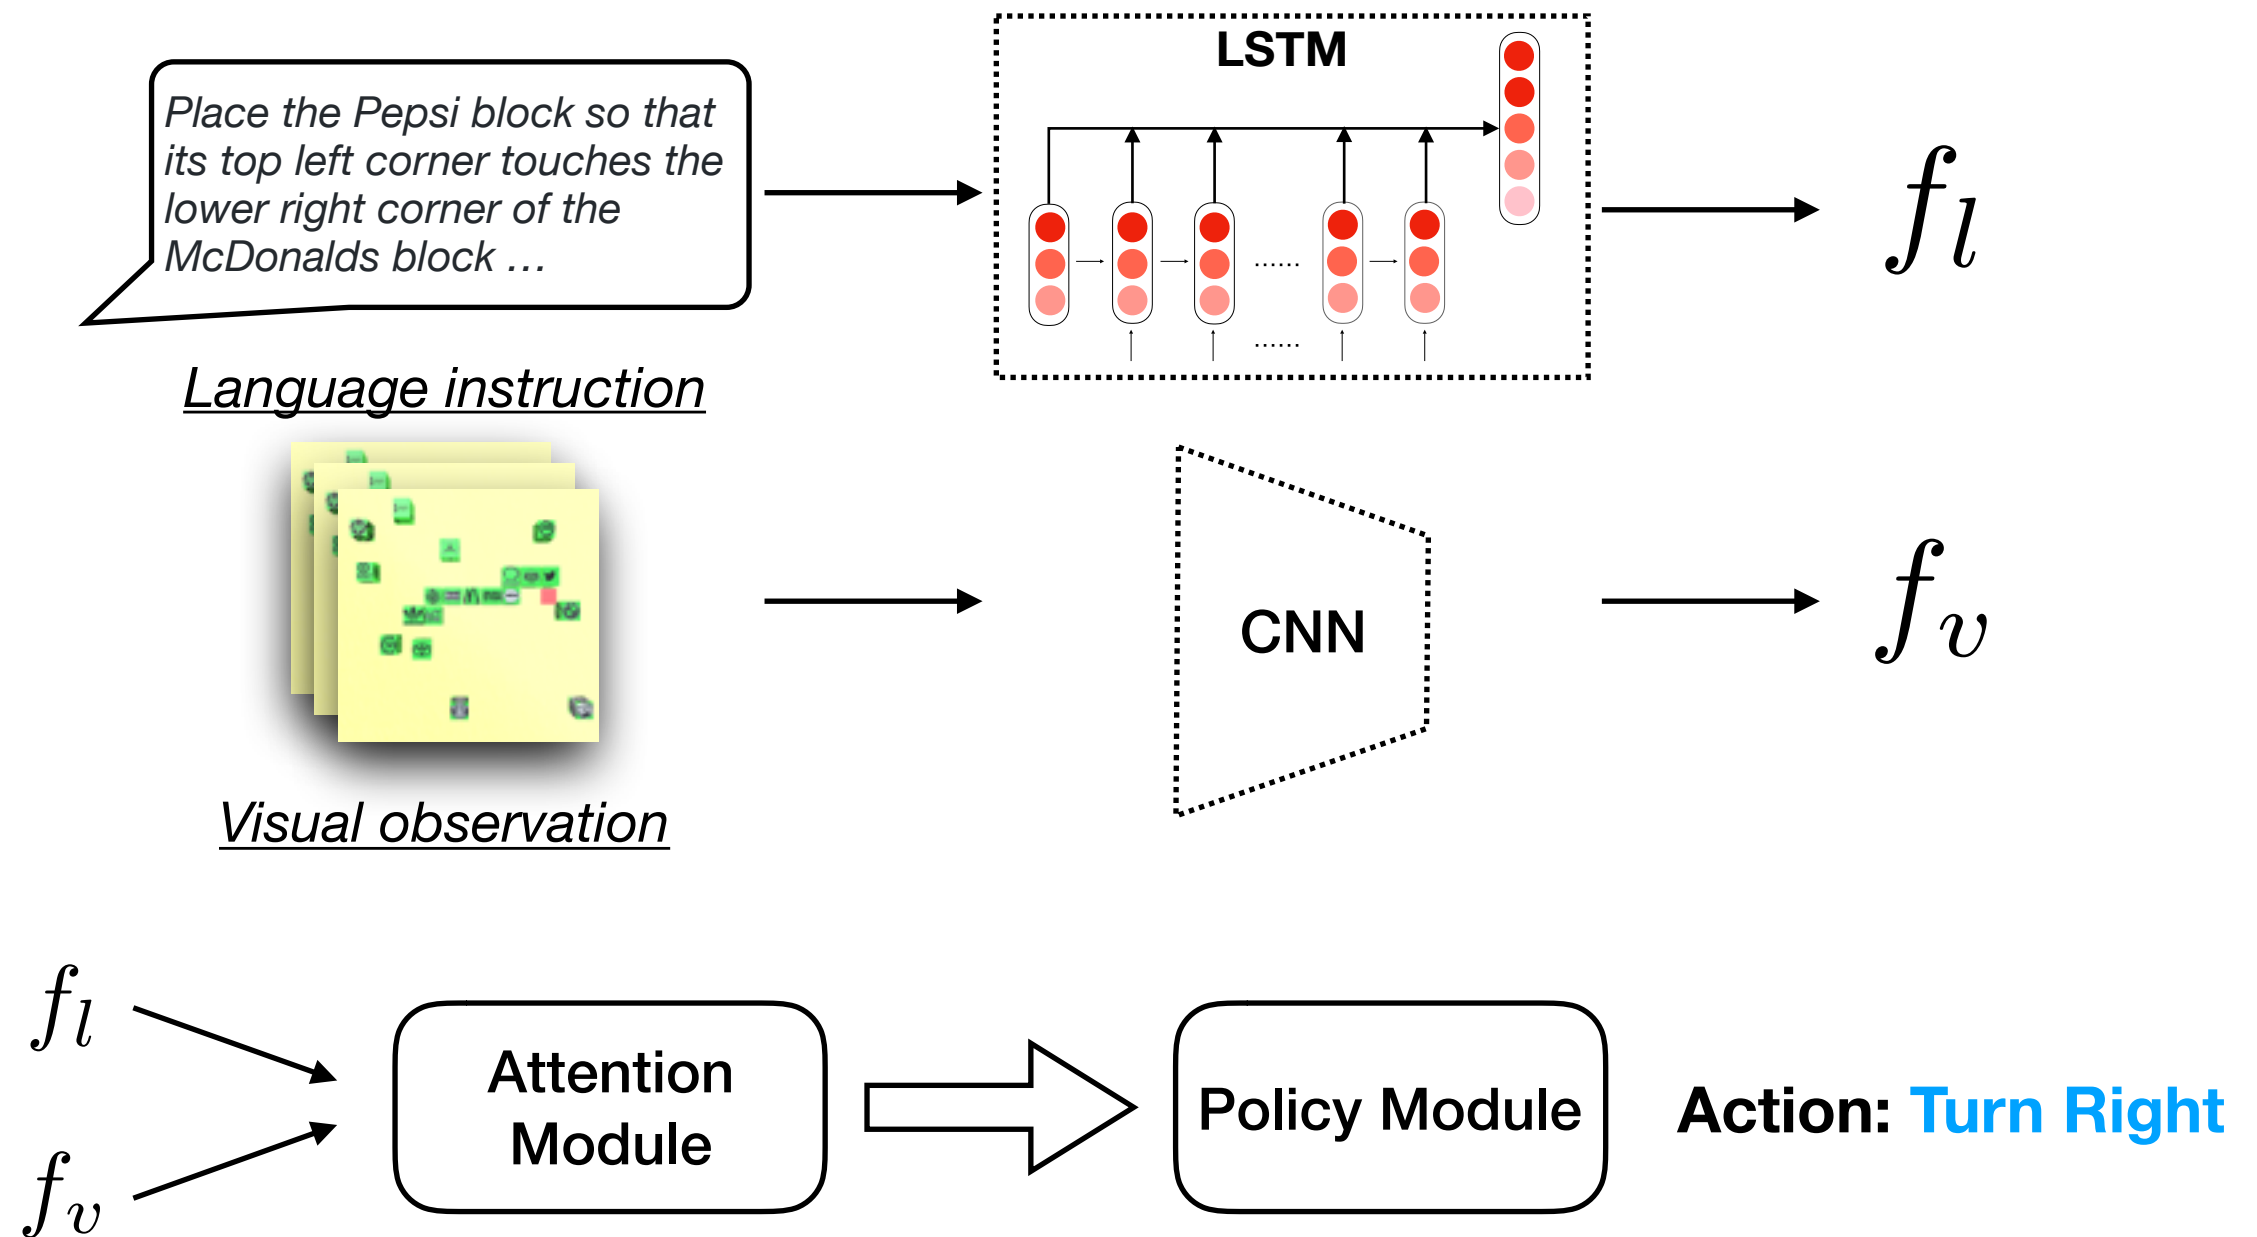 Place the Pepsi block so that
its top left corner touches the
lower right corner of the
McDonalds block ...
Language instruction
LSTM
......
......
f_l
Visual observation
CNN
f_v
f_l
f_v
Attention
Module
Policy Module
Action: Turn Right